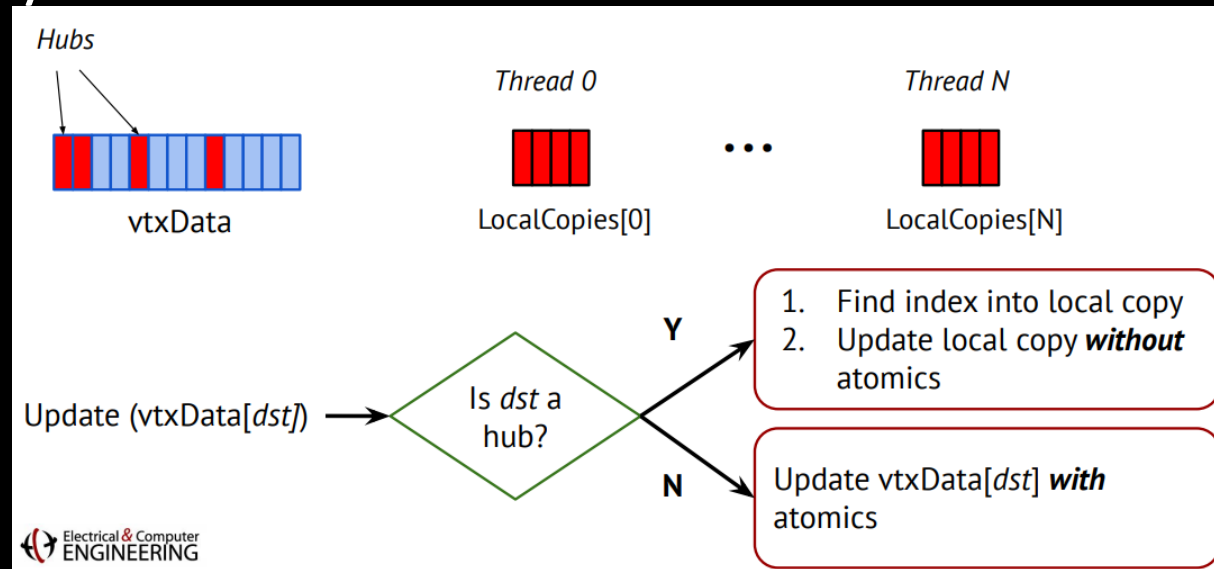 Hubs
Thread 0
Thread N
•••
vtxData
LocalCopies[0]
LocalCopies[N]
Update (vtxData[dst])
Is dst a
hub?
Y
1. Find index into local copy
2. Update local copy without
atomics
N
Update vtxData[dst] with
atomics
Electrical & Computer
ENGINEERING